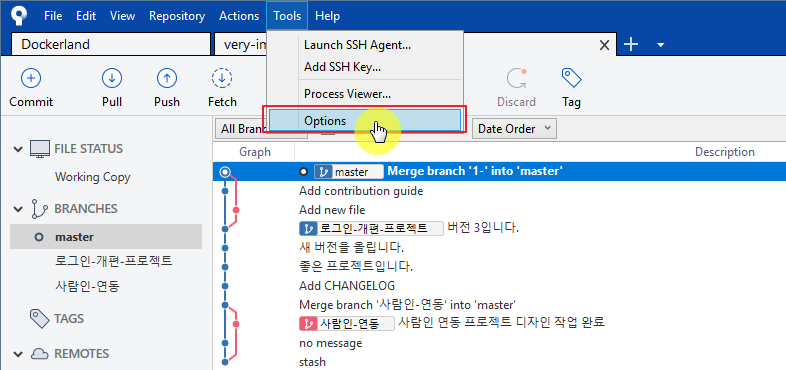 File Edit View Repository Actions Tools Help
Dockerland
very-im
Launch SSH Agent...
Add SSH Key...
Process Viewer...
Options
Commit
Pull
Push
Fetch
Discard
Tag
All Bran
Date Order
FILE STATUS
Working Copy
BRANCHES
master
로그인-개편-프로젝트
사람인-연동
TAGS
REMOTES
Graph Description
master Merge branch '1-' into 'master'
Add contribution guide
Add new file
로그인-개편-프로젝트 버전 3입니다.
새 버전을 올립니다.
좋은 프로젝트입니다.
Add CHANGELOG
Merge branch '사람인-연동' into 'master'
사람인-연동 사람인 연동 프로젝트 디자인 작업 완료
no message
stash